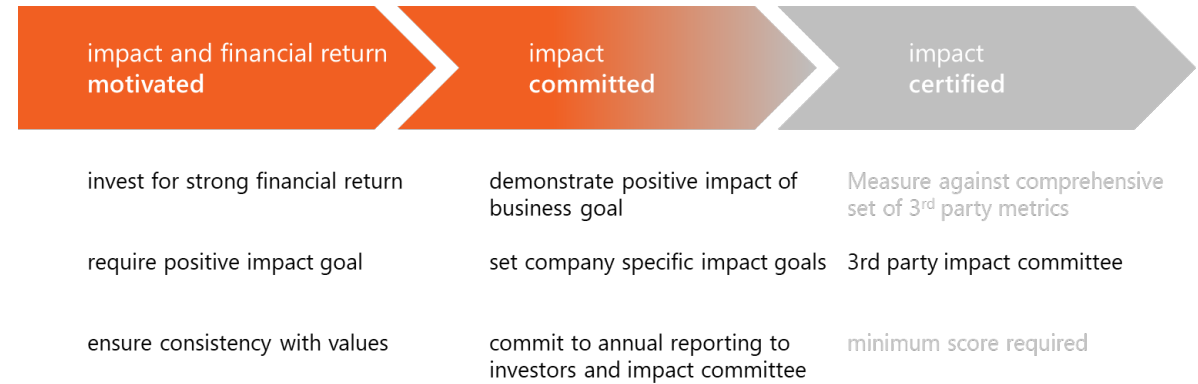 impact and financial return
motivated
impact
committed
impact
certified
invest for strong financial return
demonstrate positive impact of
business goal
Measure against comprehensive
set of 3rd party metrics
require positive impact goal
set company specific impact goals
3rd party impact committee
ensure consistency with values
commit to annual reporting to
investors and impact committee
minimum score required